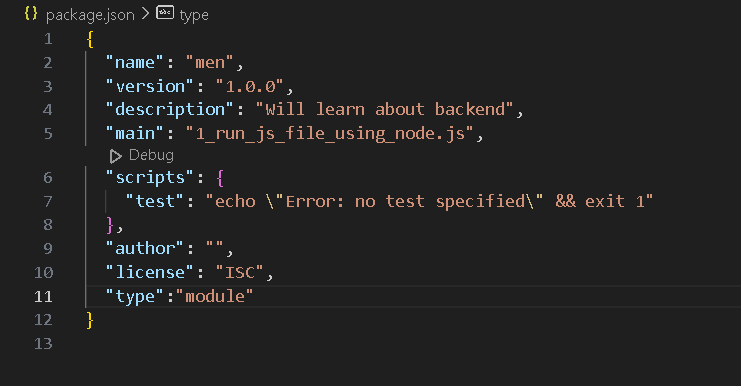 package.json > type
1 {
2 "name": "men",
3 "version": "1.0.0",
4 "description": "Will learn about backend",
5 "main": "1_run_js_file_using_node.js",
Debug
6 "scripts": {
7 "test": "echo \"Error: no test specified\" && exit 1"
8 },
9 "author": "",
10 "license": "ISC",
11 "type":"module"
12 }
13